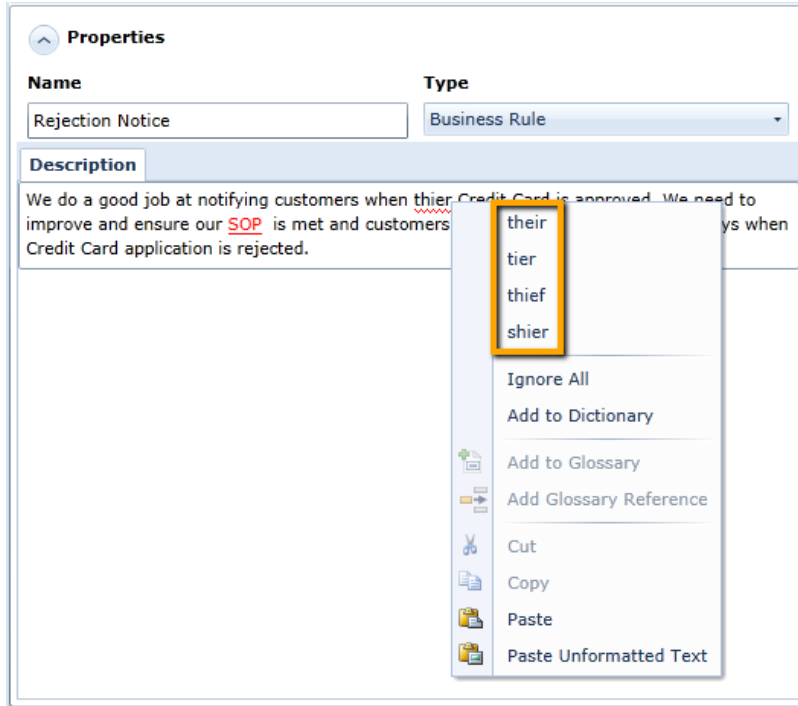 Properties
Name Type
Rejection Notice Business Rule
Description
We do a good job at notifying customers when thier Credit Card is approved. We need to
improve and ensure our SOP is met and customers ys when
Credit Card application is rejected.
their
tier
thief
shier
Ignore All
Add to Dictionary
Add to Glossary
Add Glossary Reference
Cut
Copy
Paste
Paste Unformatted Text